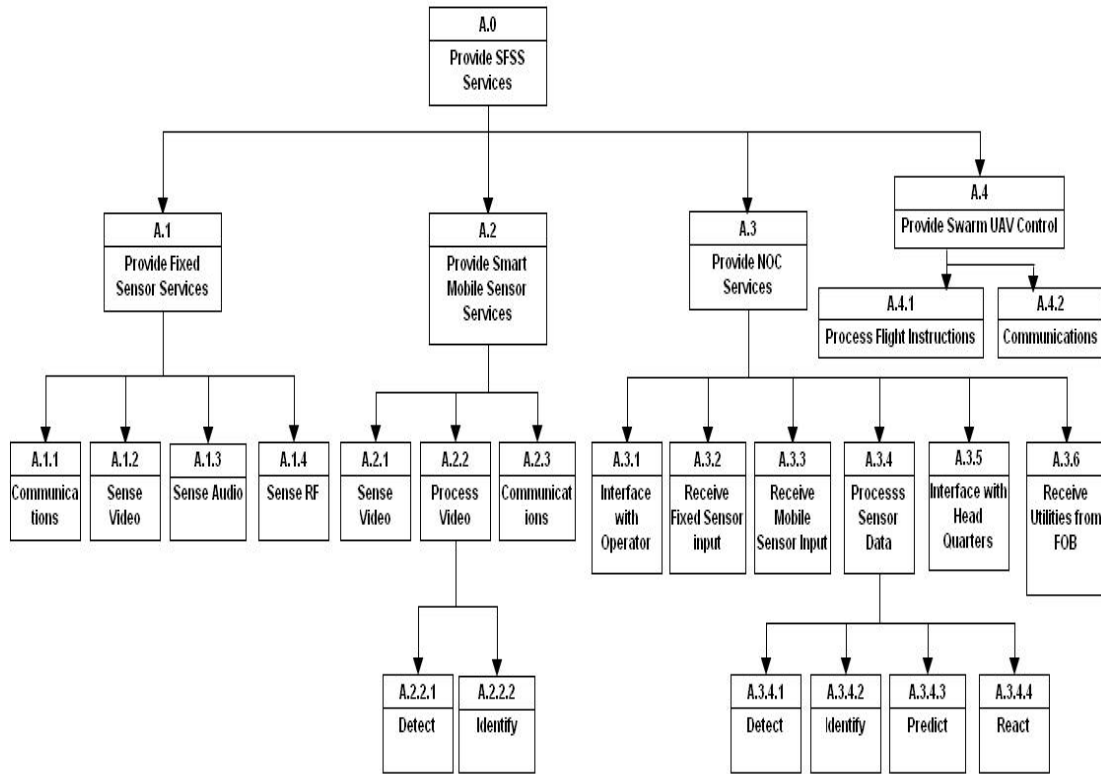 A.0
Provide SFSS
Services
A.1
Provide Fixed
Sensor Services
A.2
Provide Smart
Mobile Sensor
Services
A.3
Provide NOC
Services
A.4
Provide Swarm UAV Control
A.4.1
Process Flight Instructions
A.4.2
Communications
A.1.1
Communica
tions
A.1.2
Sense
Video
A.1.3
Sense Audio
A.1.4
Sense RF
A.2.1
Sense
Video
A.2.2
Process
Video
A.2.3
Communicat
ions
A.3.1
Interface
with
Operator
A.3.2
Receive
Fixed Sensor
input
A.3.3
Receive
Mobile
Sensor Input
A.3.4
Processs
Sensor
Data
A.3.5
Interface with
Head
Quarters
A.3.6
Receive
Utilities from
FOB
A.2.2.1
Detect
A.2.2.2
Identify
A.3.4.1
Detect
A.3.4.2
Identify
A.3.4.3
Predict
A.3.4.4
React